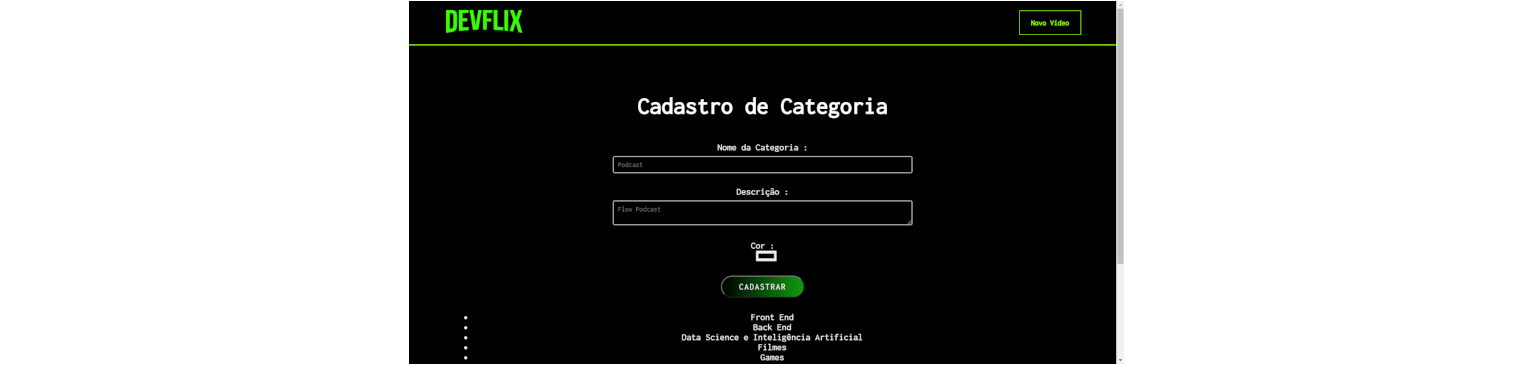 DEVFLIX
Novo Vídeo
Cadastro de Categoria
Nome da Categoria :
Podcast
Descrição :
Flow Podcast
Cor :
CADASTRAR
Front End
Back End
Data Science e Inteligência Artificial
Filmes
Games